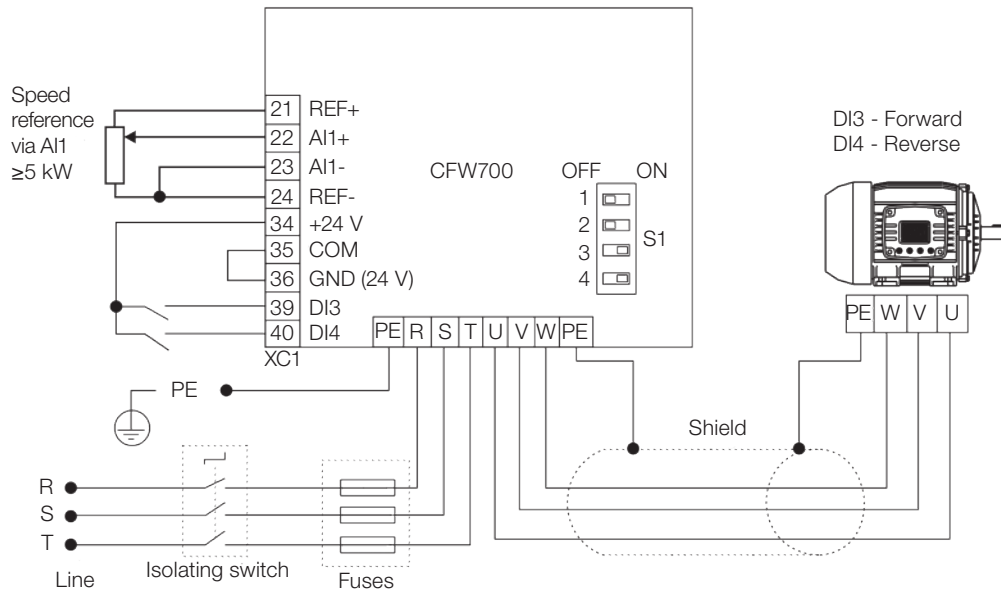 Speed
reference
via AI1
≥5 kW
21 REF+
22 AI1+
23 AI1-
24 REF-
34 +24 V
35 COM
36 GND (24 V)
39 DI3
40 DI4
XC1
CFW700
OFF ON
1
2
3
4
S1
DI3 - Forward
DI4 - Reverse
PE R S T U V W PE
PE W V U
PE
Shield
R
S
T
Line
Isolating switch
Fuses